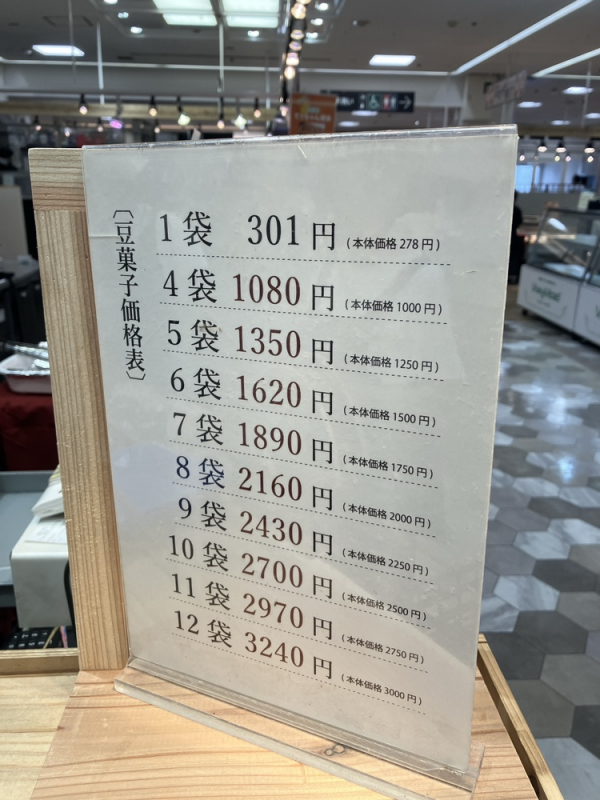 〔豆菓子価格表〕
1袋 301円 (本体価格278円)
4袋 1080円 (本体価格1000円)
5袋 1350円 (本体価格1250円)
6袋 1620円 (本体価格1500円)
7袋 1890円 (本体価格1750円)
8袋 2160円 (本体価格2000円)
9袋 2430円 (本体価格2250円)
10袋 2700円 (本体価格2500円)
11袋 2970円 (本体価格2750円)
12袋 3240円 (本体価格3000円)